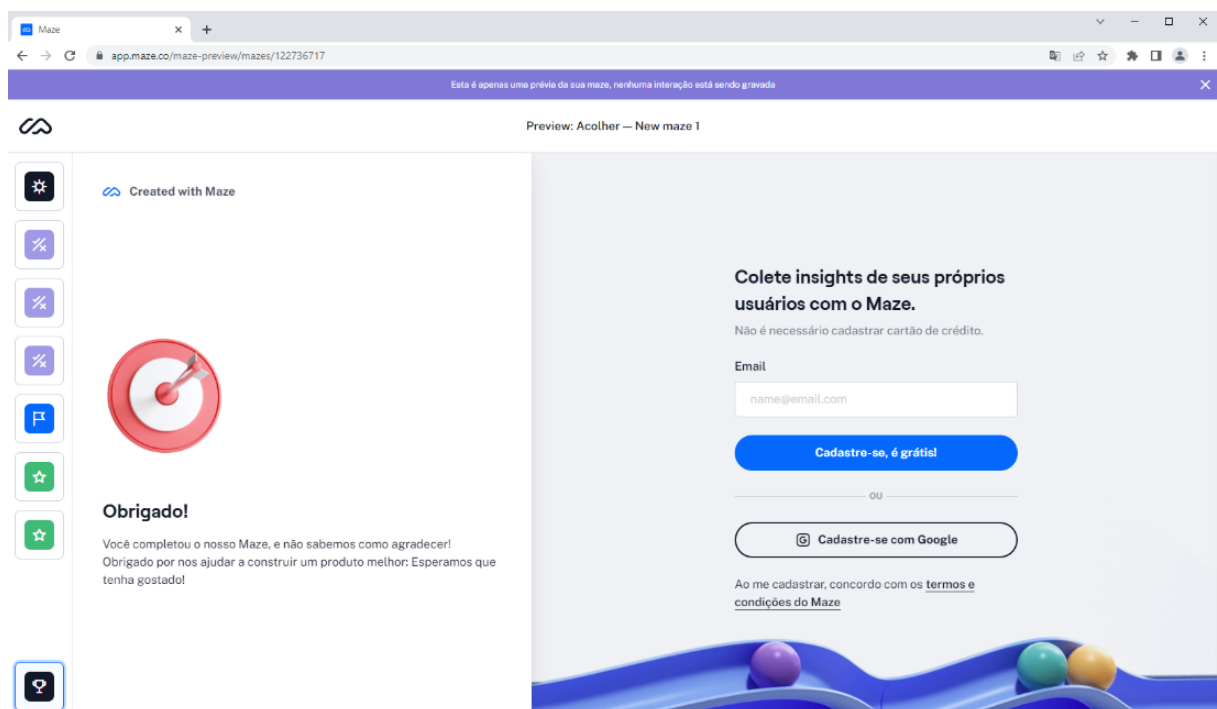 Maze
app.maze.co/maze-preview/mazes/122736717
Esta é apenas uma prévia da sua maze, nenhuma interação está sendo gravada
Preview: Acolher — New maze 1
Created with Maze
Obrigado!
Você completou o nosso Maze, e não sabemos como agradecer!
Obrigado por nos ajudar a construir um produto melhor: Esperamos que
tenha gostado!
Colete insights de seus próprios
usuários com o Maze.
Não é necessário cadastrar cartão de crédito.
Email
name@email.com
Cadastre-se, é grátis!
OU
G Cadastre-se com Google
Ao me cadastrar, concordo com os termos e
condições do Maze